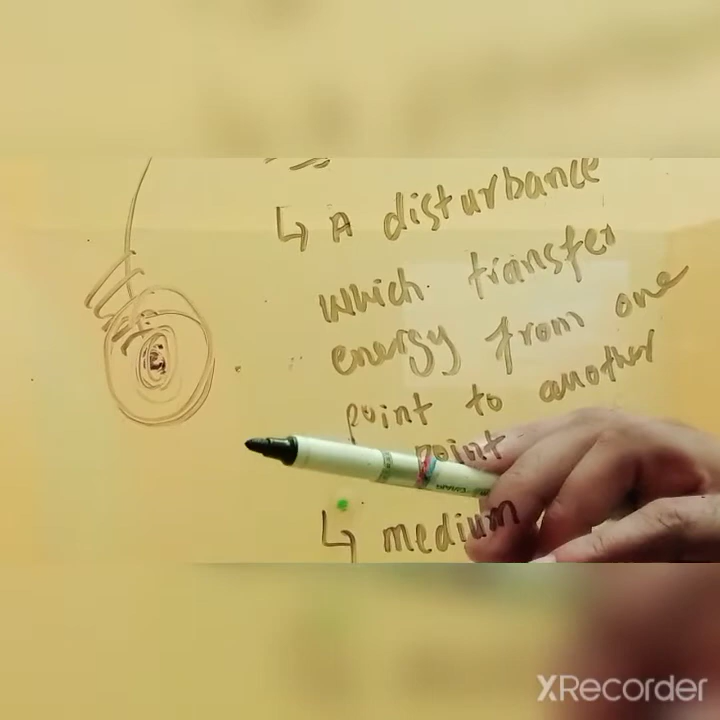 ↳ A disturbance
which transfer
energy from one
point to another
point
↳ medium
XRecorder